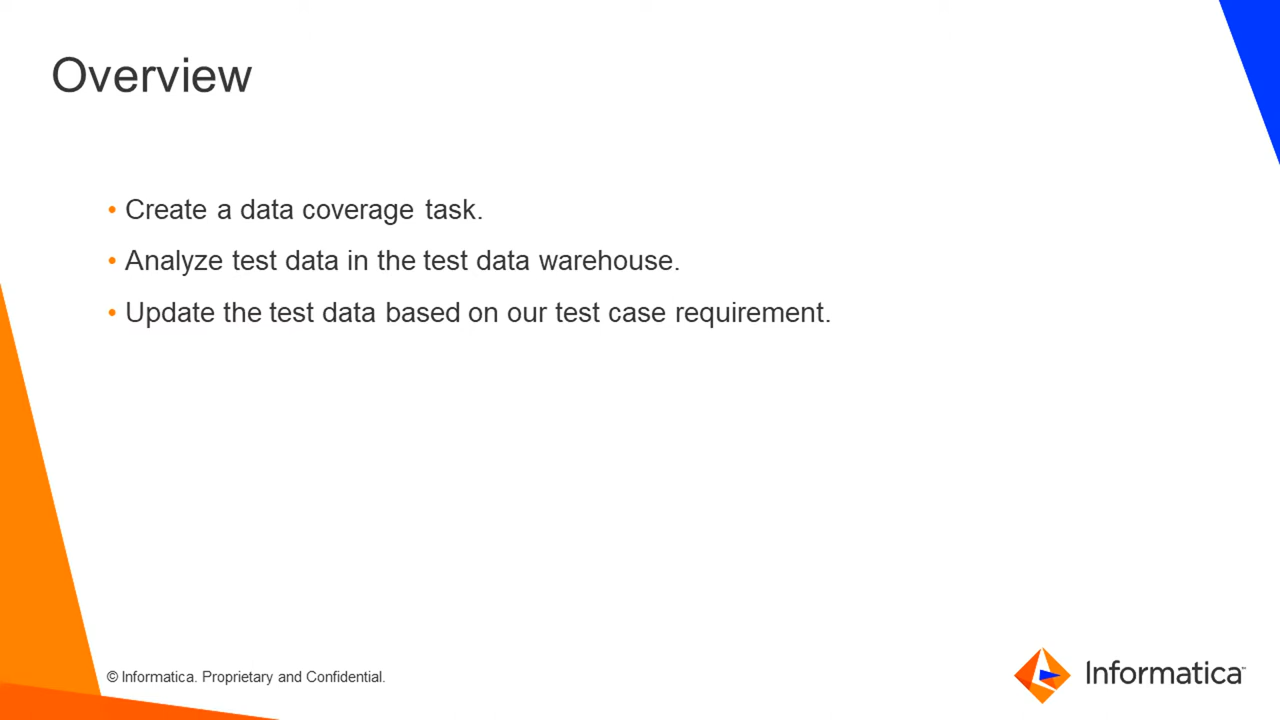 Overview
• Create a data coverage task.
• Analyze test data in the test data warehouse.
• Update the test data based on our test case requirement.
© Informatica. Proprietary and Confidential.
Informatica™